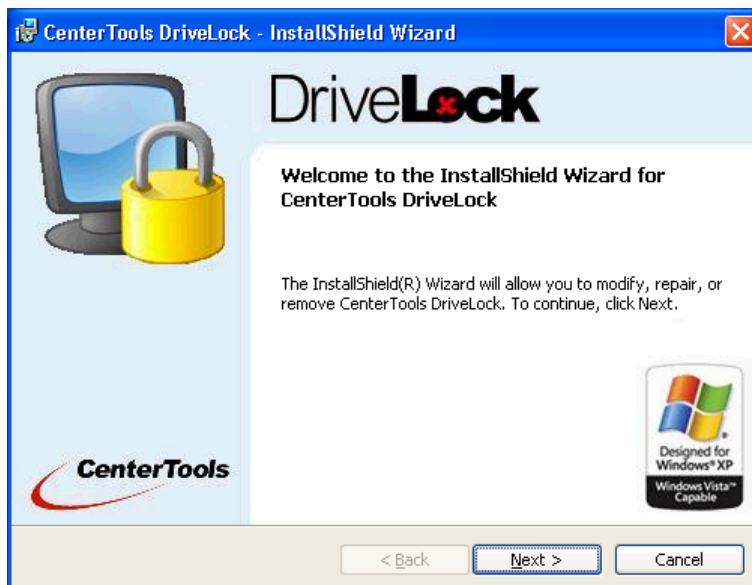 CenterTools DriveLock - InstallShield Wizard
DriveLock
Welcome to the InstallShield Wizard for
CenterTools DriveLock
The InstallShield(R) Wizard will allow you to modify, repair, or
remove CenterTools DriveLock. To continue, click Next.
Designed for
Windows® XP
Windows Vista™
Capable
CenterTools
< Back
Next >
Cancel